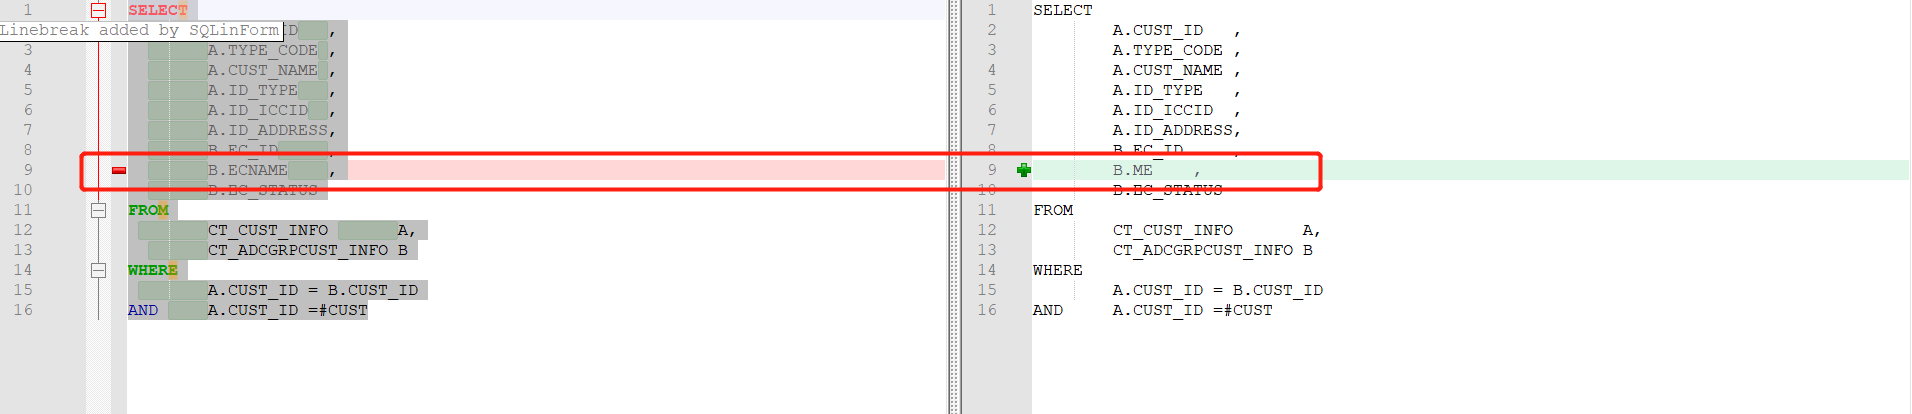 1 SELECT
Linebreak added by SQLinForm ID ,
3 A.TYPE_CODE ,
4 A.CUST_NAME ,
5 A.ID_TYPE ,
6 A.ID_ICCID ,
7 A.ID_ADDRESS,
8 B.EC_ID ,
9 B.ECNAME ,
10 B.EC_STATUS
11 FROM
12 CT_CUST_INFO A,
13 CT_ADCGRPCUST_INFO B
14 WHERE
15 A.CUST_ID = B.CUST_ID
16 AND A.CUST_ID =#CUST
1 SELECT
2 A.CUST_ID ,
3 A.TYPE_CODE ,
4 A.CUST_NAME ,
5 A.ID_TYPE ,
6 A.ID_ICCID ,
7 A.ID_ADDRESS,
8 B.EC_ID ,
9 B.ME ,
10 B.EC_STATUS
11 FROM
12 CT_CUST_INFO A,
13 CT_ADCGRPCUST_INFO B
14 WHERE
15 A.CUST_ID = B.CUST_ID
16 AND A.CUST_ID =#CUST